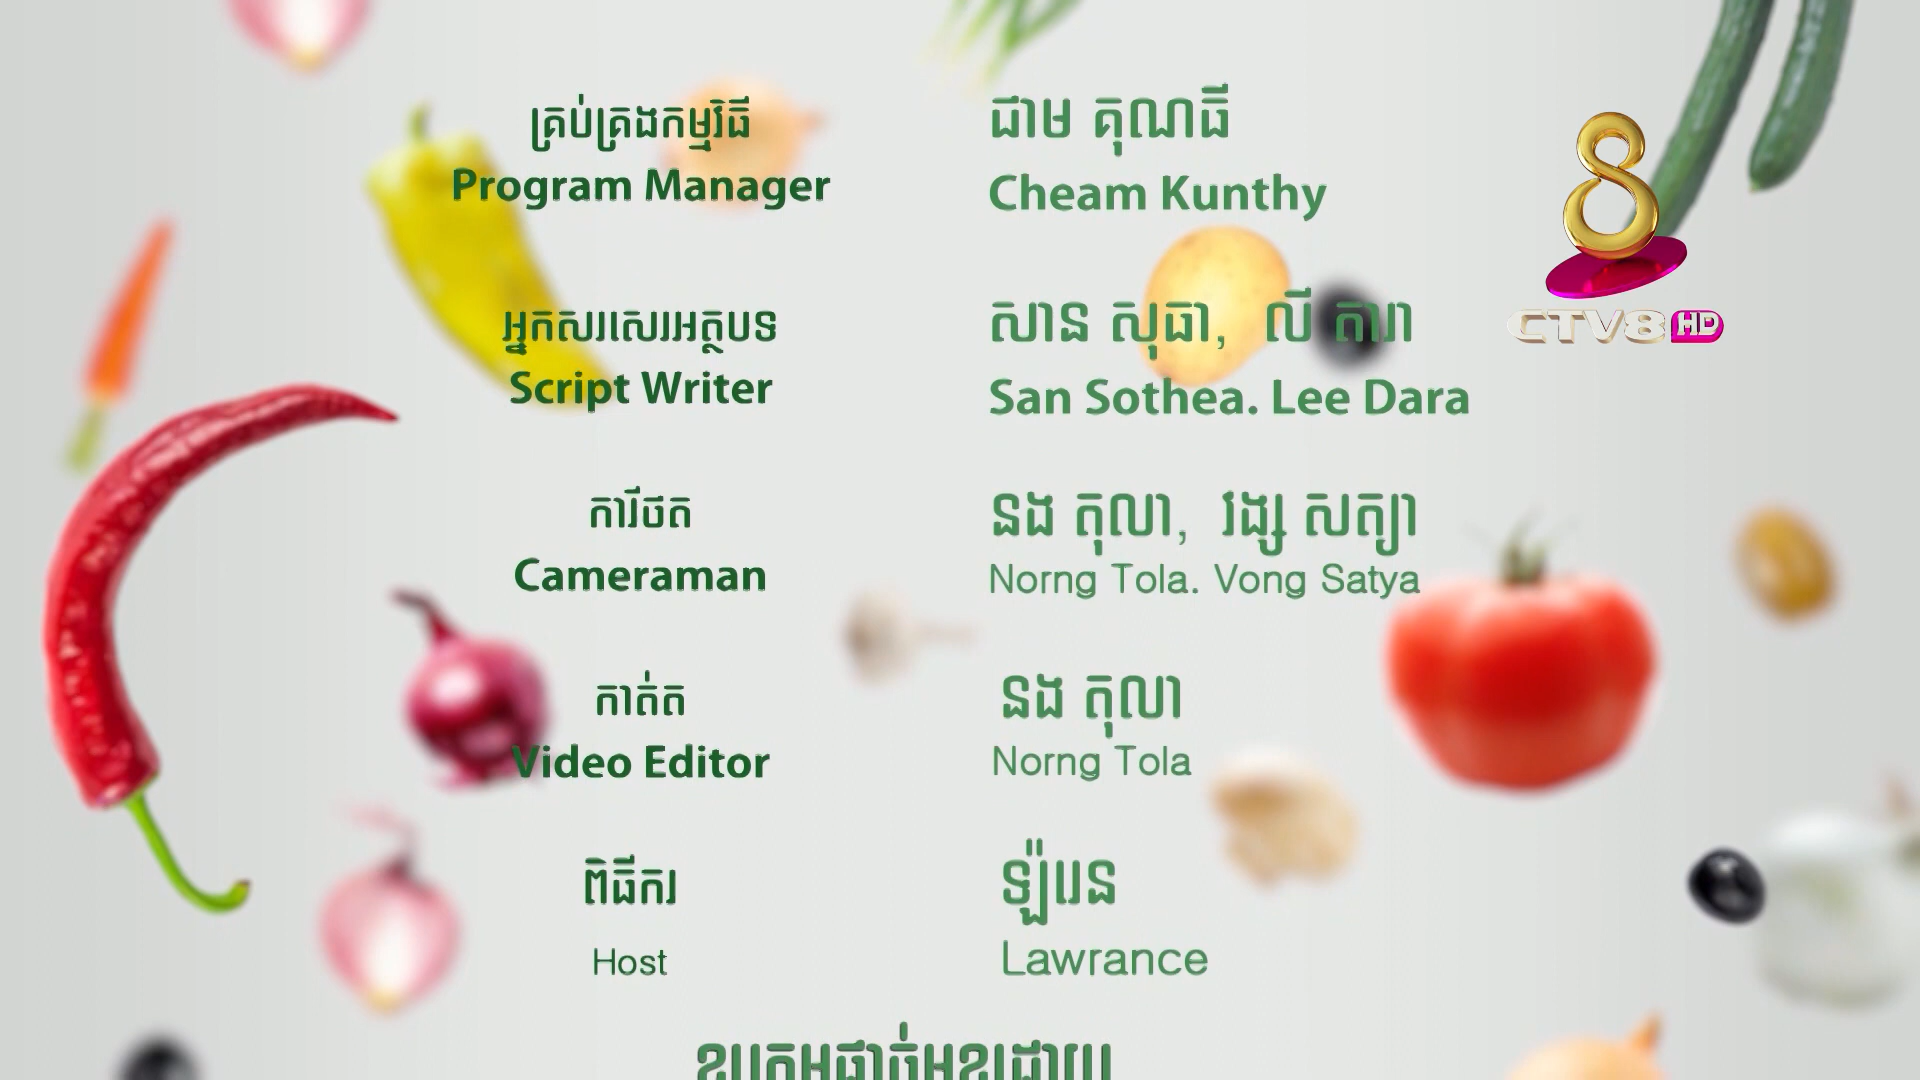 គ្រប់គ្រងកម្មវិធី
ជាម គុណធី
Program Manager
Cheam Kunthy
អ្នកសរសេរអត្ថបទ
សាន សុធា, លី តារា
Script Writer
San Sothea. Lee Dara
ការីថត
នង តុលា, វង្ស សត្យា
Cameraman
Norng Tola. Vong Satya
កាត់ត
នង តុលា
Video Editor
Norng Tola
ពិធីករ
ឡ៉រេន
Host
Lawrance
8
CTV8 HD